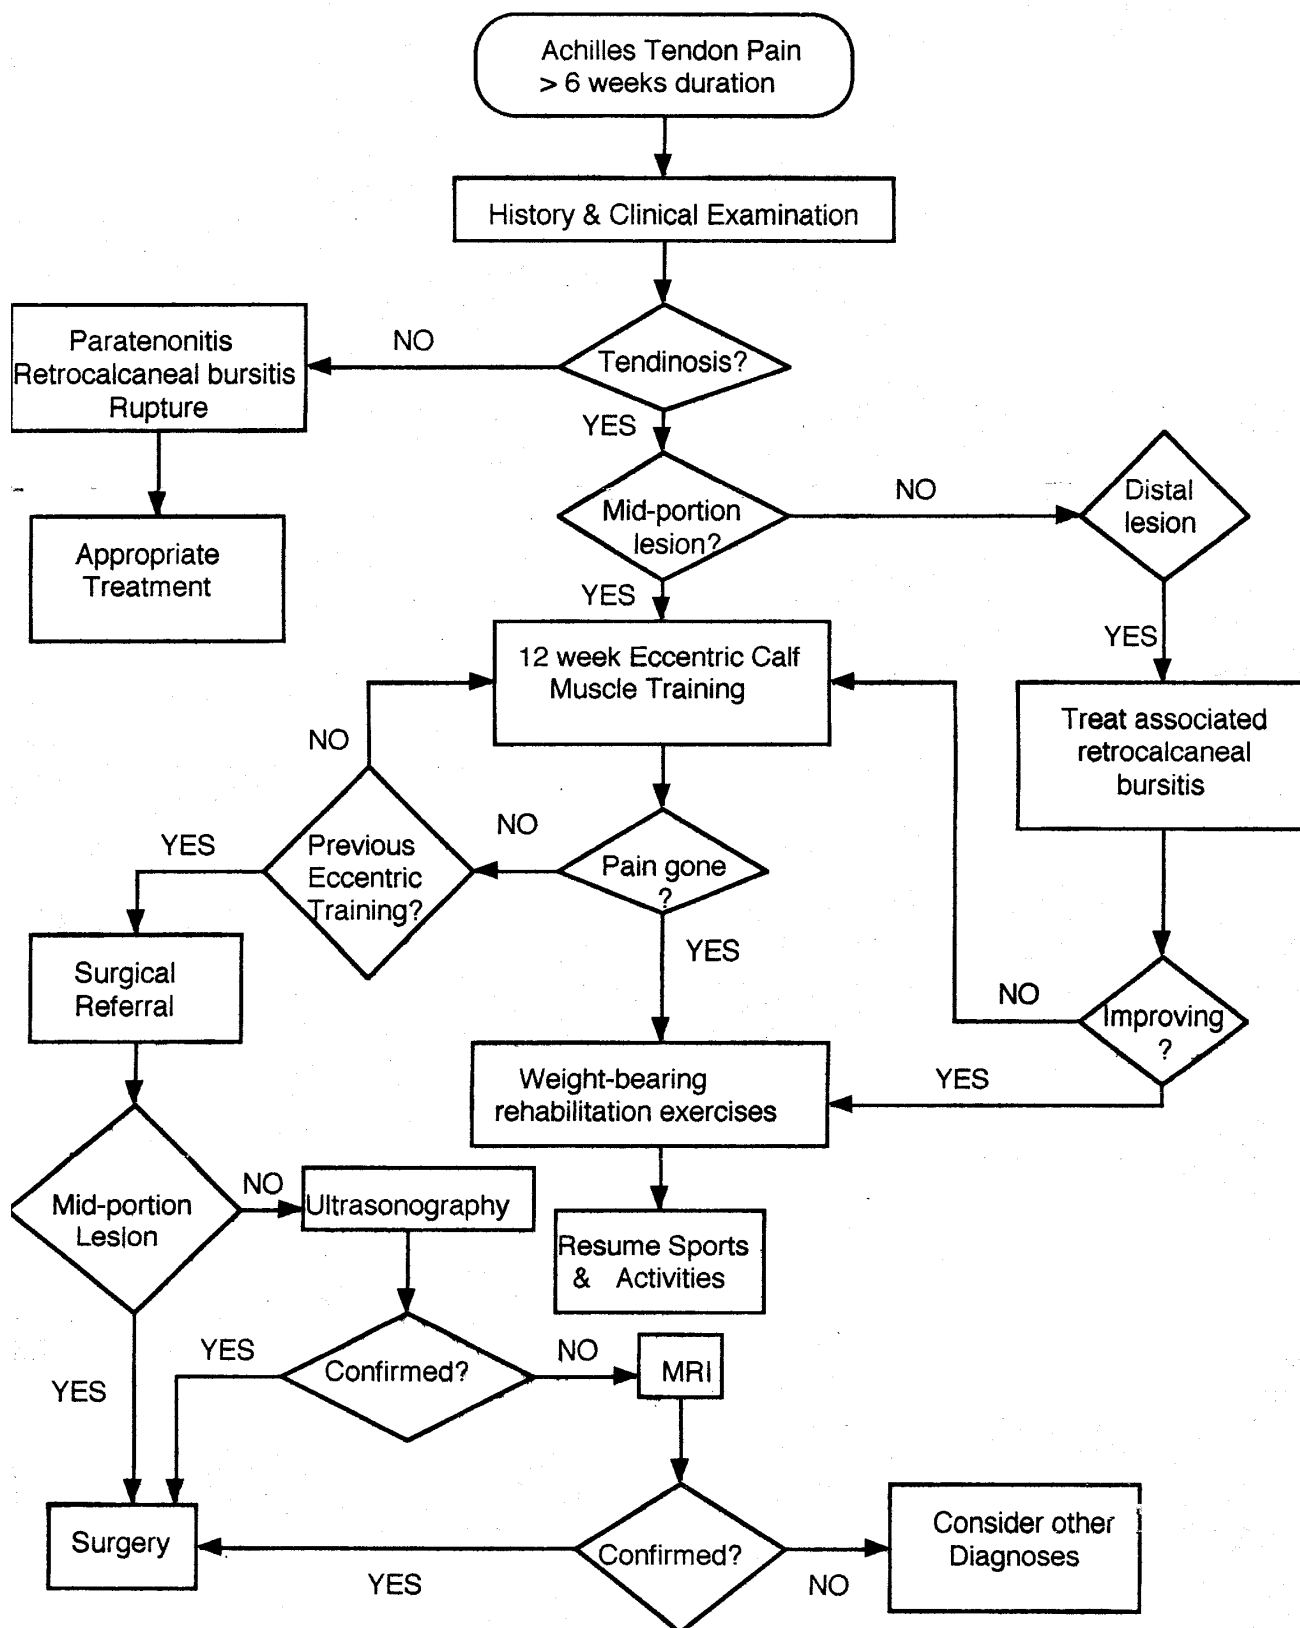 Achilles Tendon Pain
> 6 weeks duration
History & Clinical Examination
Tendinosis?
NO
Paratenonitis
Retrocalcaneal bursitis
Rupture
Appropriate
Treatment
YES
Mid-portion
lesion?
NO
Distal
lesion
YES
YES
12 week Eccentric Calf
Muscle Training
Treat associated
retrocalcaneal
bursitis
NO
Pain gone
?
NO
Previous
Eccentric
Training?
YES
Surgical
Referral
YES
Improving
?
NO
YES
Weight-bearing
rehabilitation exercises
Resume Sports
& Activities
Mid-portion
Lesion
NO
Ultrasonography
YES
Confirmed?
YES
NO
MRI
Surgery
Confirmed?
YES
NO
Consider other
Diagnoses